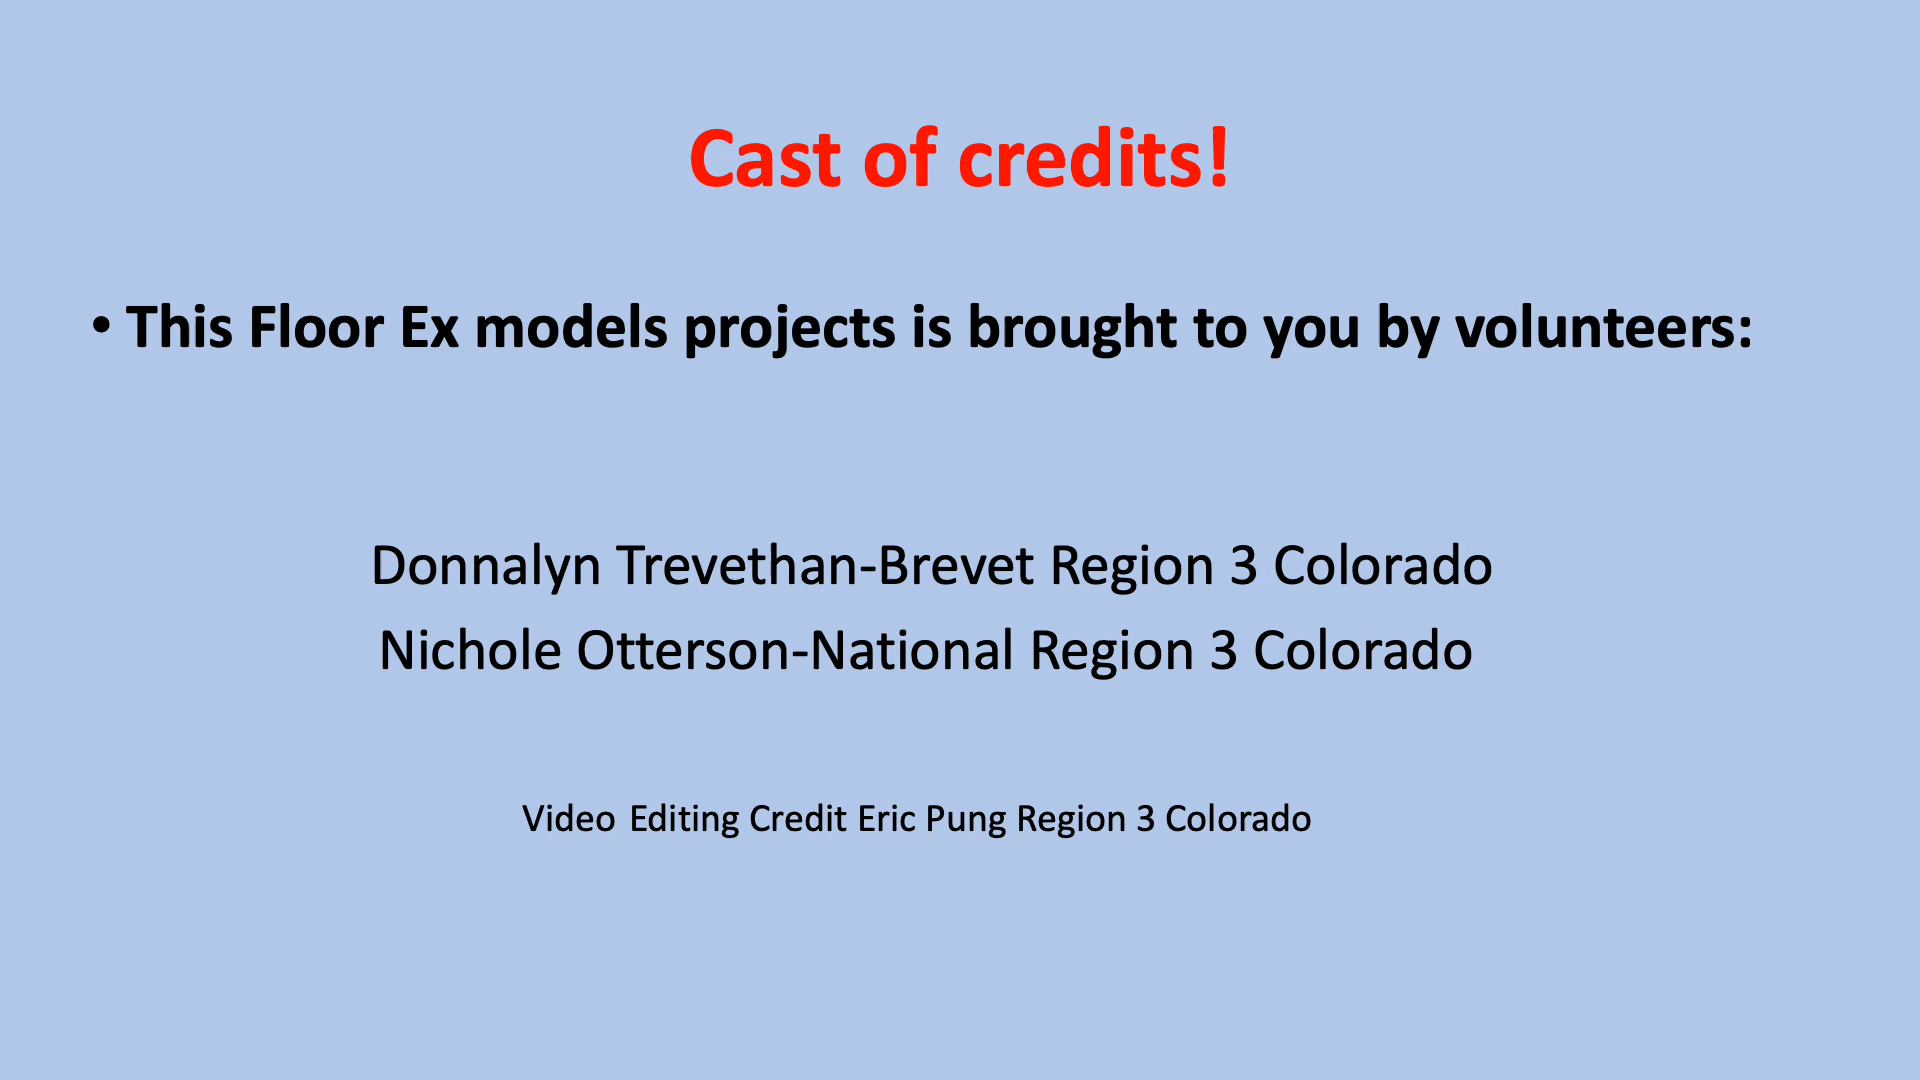 Cast of credits!
• This Floor Ex models projects is brought to you by volunteers:
Donnalyn Trevethan-Brevet Region 3 Colorado
Nichole Otterson-National Region 3 Colorado
Video Editing Credit Eric Pung Region 3 Colorado